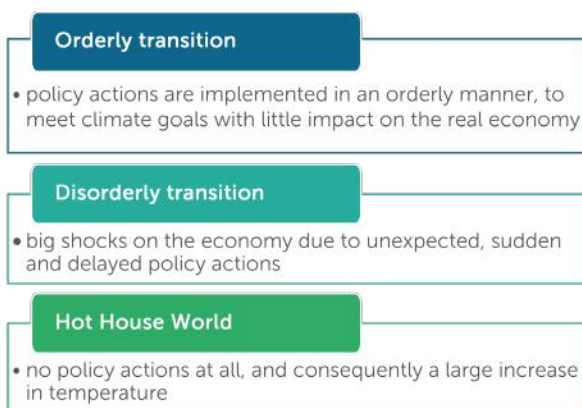 Orderly transition
• policy actions are implemented in an orderly manner, to
meet climate goals with little impact on the real economy
Disorderly transition
• big shocks on the economy due to unexpected, sudden
and delayed policy actions
Hot House World
• no policy actions at all, and consequently a large increase
in temperature